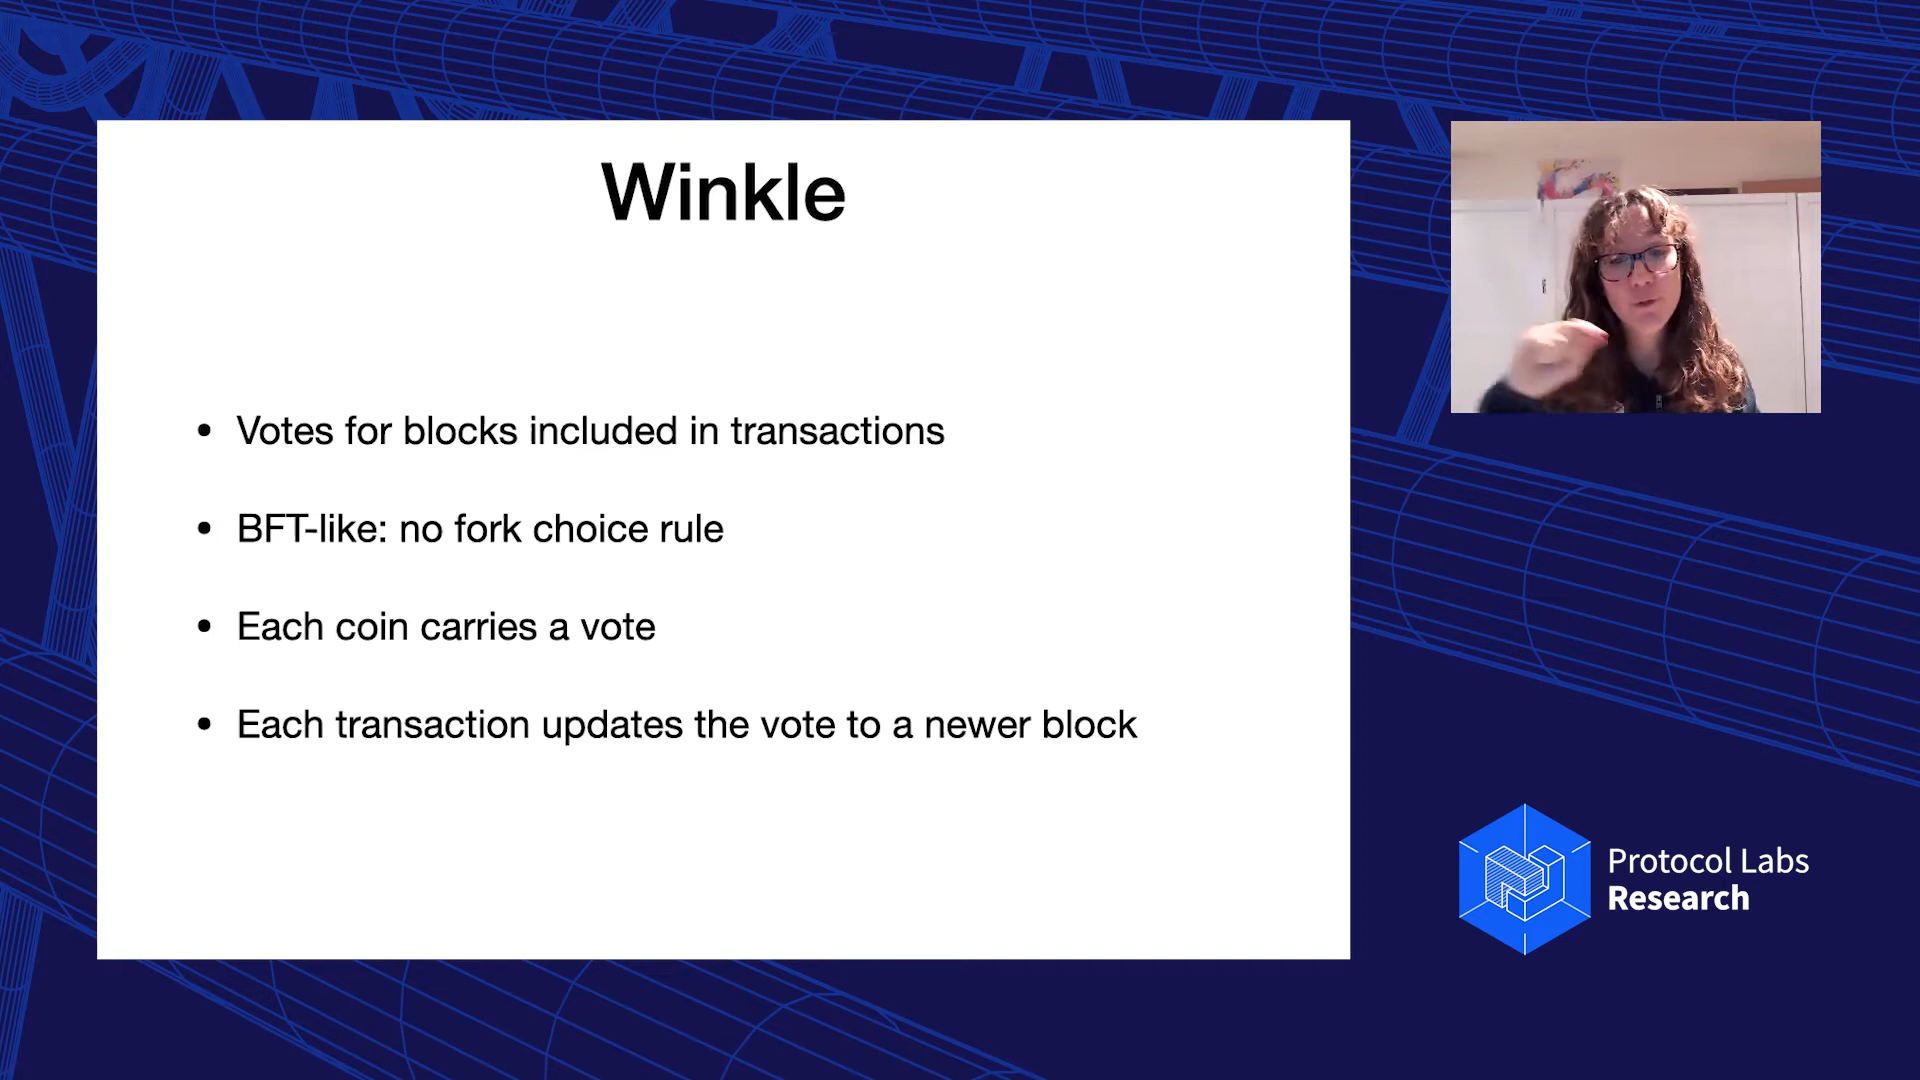 Winkle
• Votes for blocks included in transactions
• BFT-like: no fork choice rule
• Each coin carries a vote
• Each transaction updates the vote to a newer block
Protocol Labs
Research